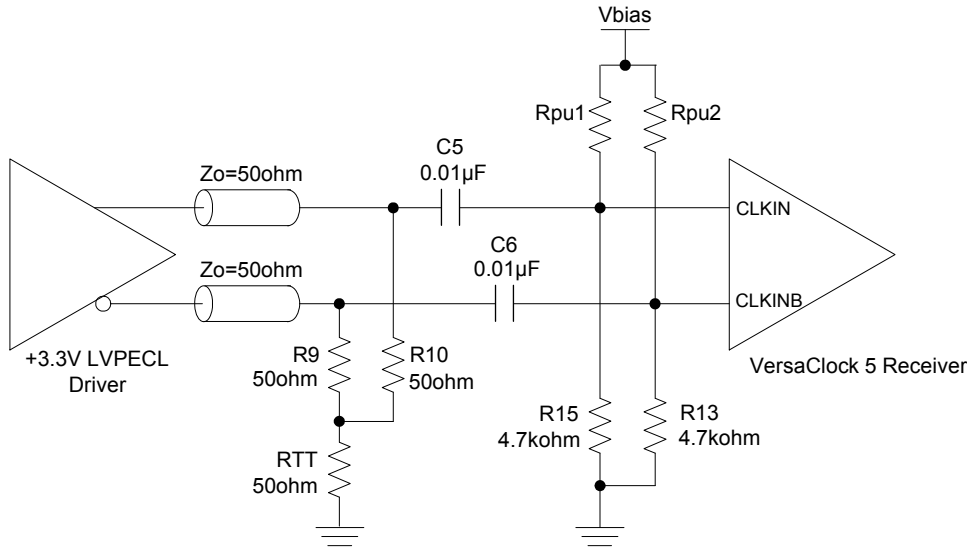 Vbias
Rpu1
Rpu2
C5
0.01µF
Zo=50ohm
CLKIN
C6
0.01µF
Zo=50ohm
CLKINB
+3.3V LVPECL
Driver
R9
50ohm
R10
50ohm
VersaClock 5 Receiver
R15
4.7kohm
R13
4.7kohm
RTT
50ohm